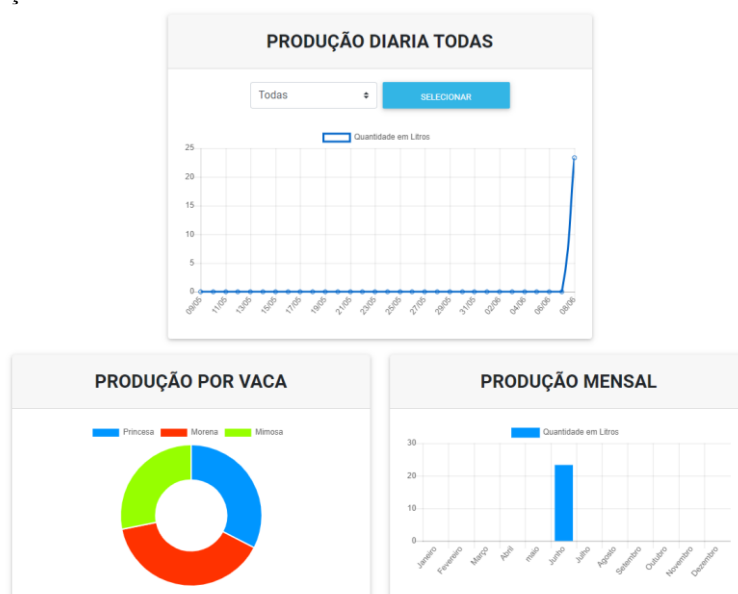 PRODUÇÃO DIARIA TODAS
Todas
SELECIONAR
Quantidade em Litros
25
20
15
10
5
0
09/05 11/05 13/05 15/05 17/05 19/05 21/05 23/05 25/05 27/05 29/05 31/05 02/06 04/06 06/06 08/06
PRODUÇÃO POR VACA
Princesa Morena Mimosa
PRODUÇÃO MENSAL
Quantidade em Litros
30
20
10
0
Janeiro Fevereiro Março Abril maio Junho Julho Agosto Setembro Outubro Novembro Dezembro